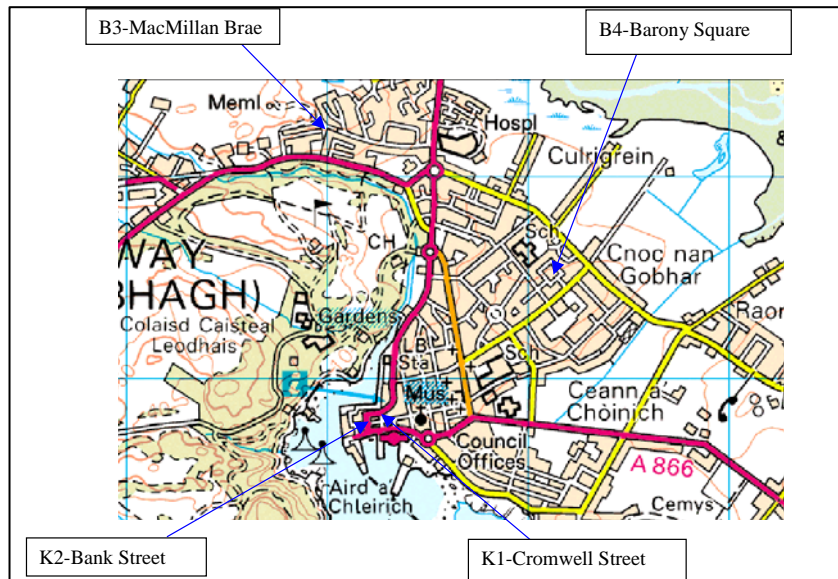 B3-MacMillan Brae
B4-Barony Square
Meml
Hospl
Culrigrein
Sch
CH
Cnoc nan
Gobhar
WAY
BHAGH)
Colaisd Caisteal
Leodhais
Gardens
Raon
LB
Sta
Sch
Mus
Ceann a'
Chòinich
Council
Offices
A 866
Aird a'
Chleirich
Cemys
K2-Bank Street
K1-Cromwell Street